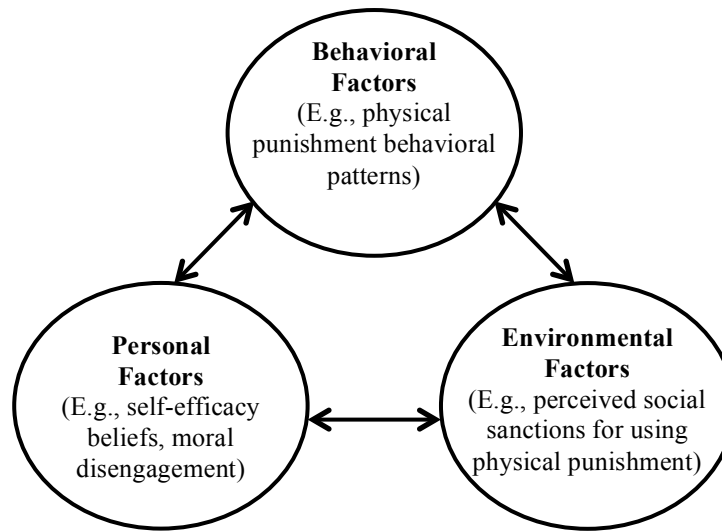 Behavioral
Factors
(E.g., physical
punishment behavioral
patterns)
Personal
Factors
(E.g., self-efficacy
beliefs, moral
disengagement)
Environmental
Factors
(E.g., perceived social
sanctions for using
physical punishment)